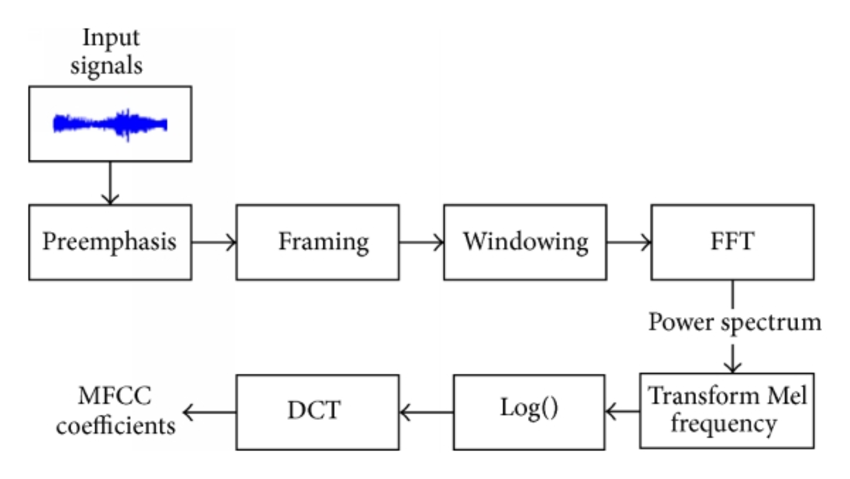 Input
signals
Preemphasis
Framing
Windowing
FFT
Power spectrum
Transform Mel
frequency
Log()
DCT
MFCC
coefficients